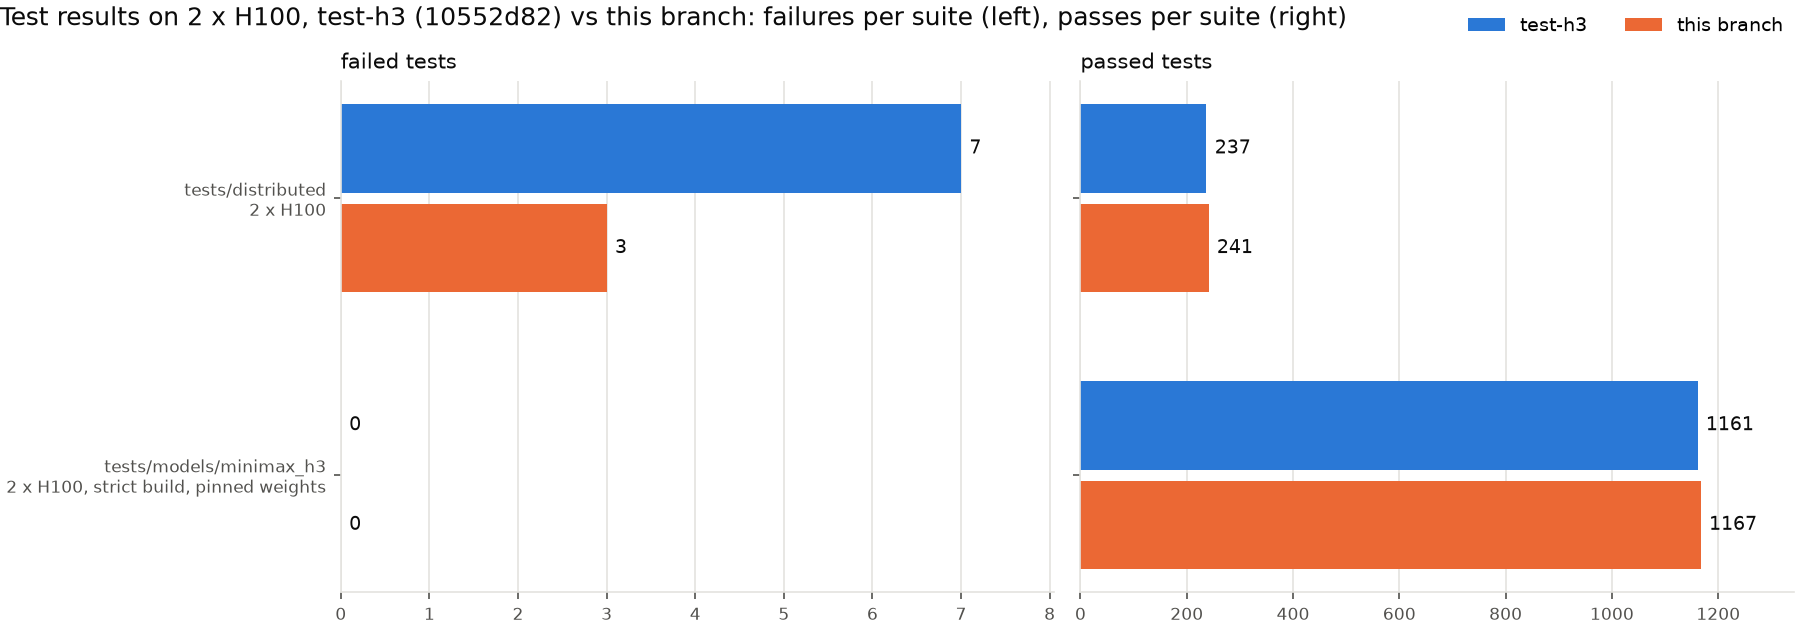 Test results on 2 x H100, test-h3 (10552d82) vs this branch: failures per suite (left), passes per suite (right)
test-h3
this branch
failed tests
passed tests
tests/distributed
2 x H100
7
3
237
241
tests/models/minimax_h3
2 x H100, strict build, pinned weights
0
0
1161
1167
0 1 2 3 4 5 6 7 8
0 200 400 600 800 1000 1200